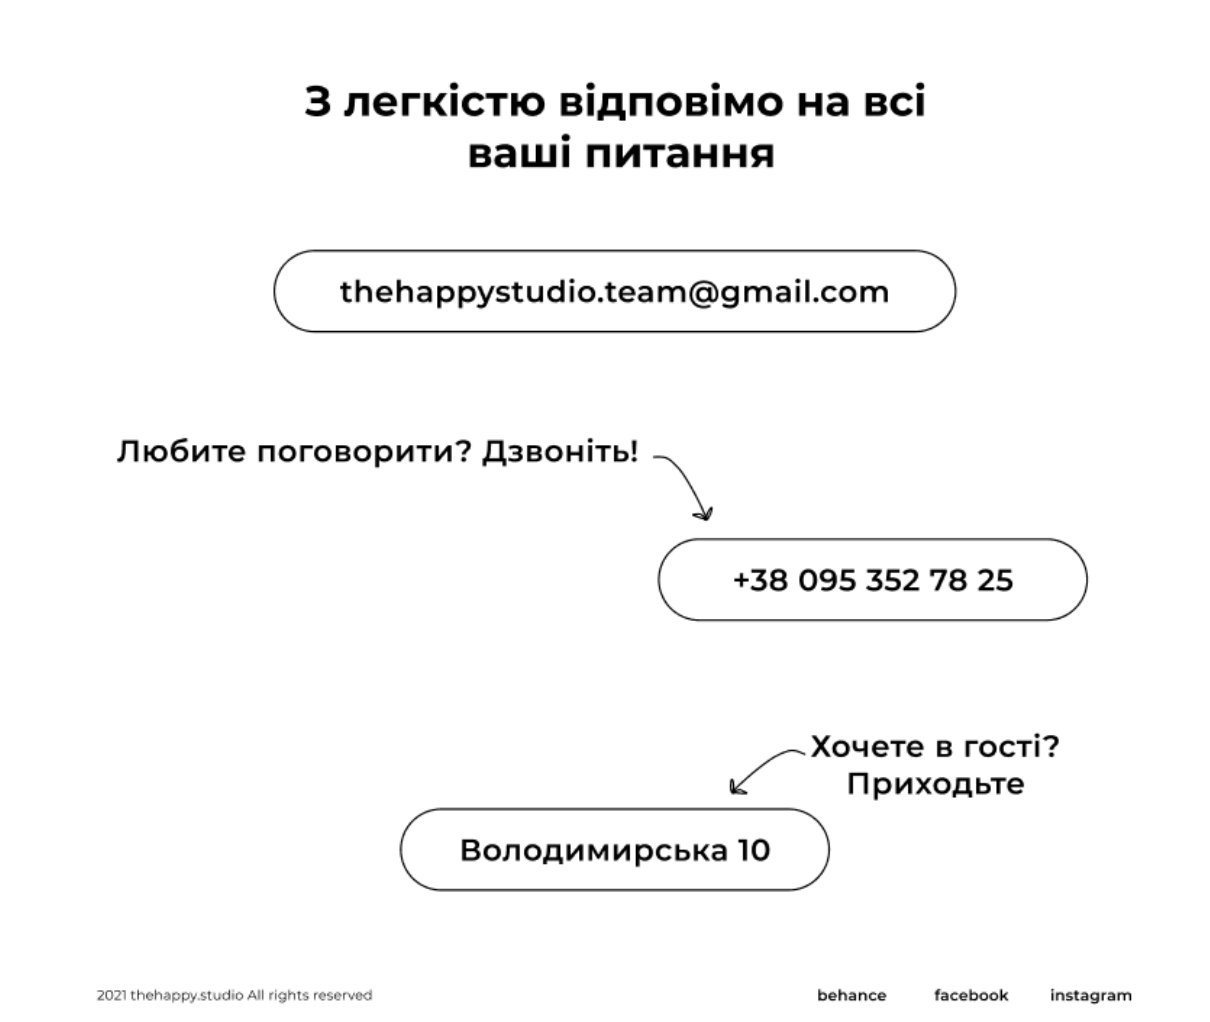 З легкістю відповімо на всі
ваші питання
thehappystudio.team@gmail.com
Любите поговорити? Дзвоніть!
+38 095 352 78 25
Хочете в гості?
Приходьте
Володимирська 10
2021 thehappy.studio All rights reserved
behance facebook instagram